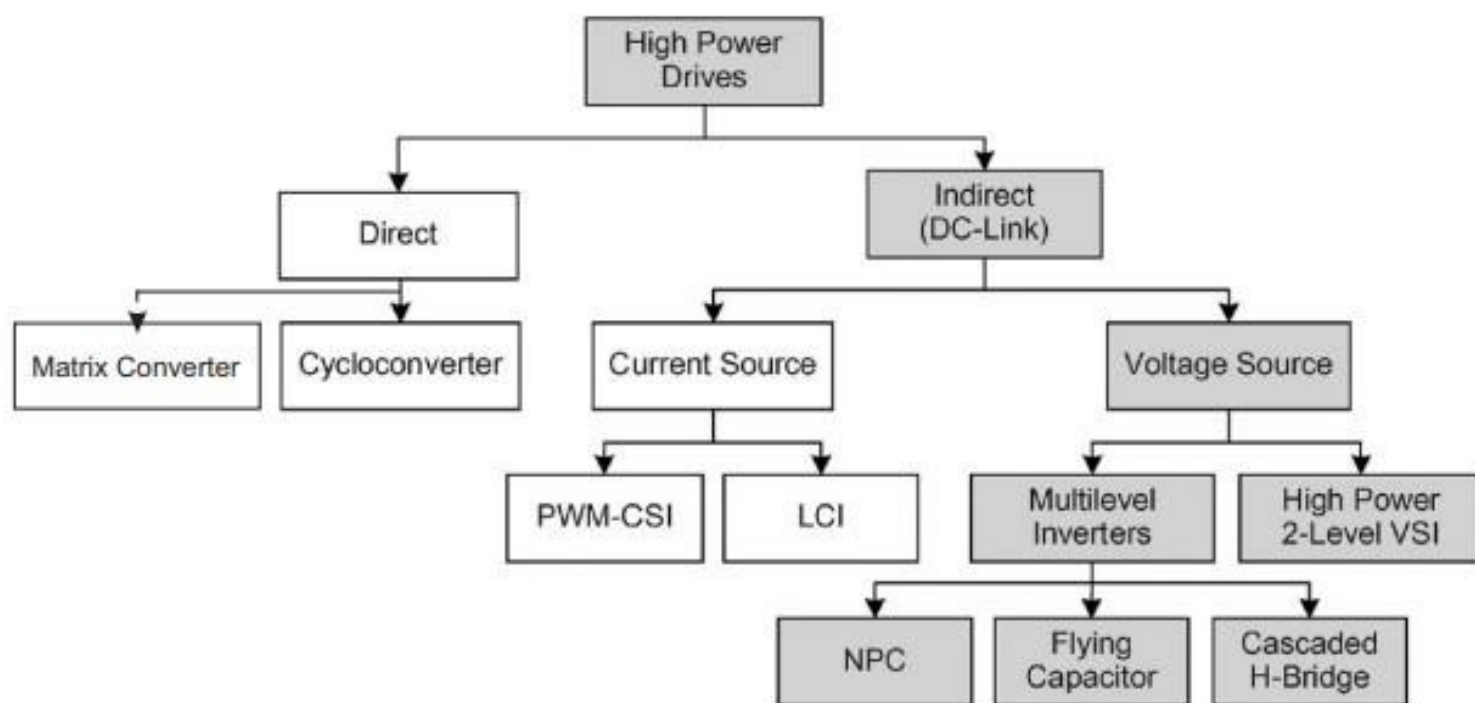 High Power
Drives
Direct
Indirect
(DC-Link)
Matrix Converter
Cycloconverter
Current Source
Voltage Source
PWM-CSI
LCI
Multilevel
Inverters
High Power
2-Level VSI
NPC
Flying
Capacitor
Cascaded
H-Bridge